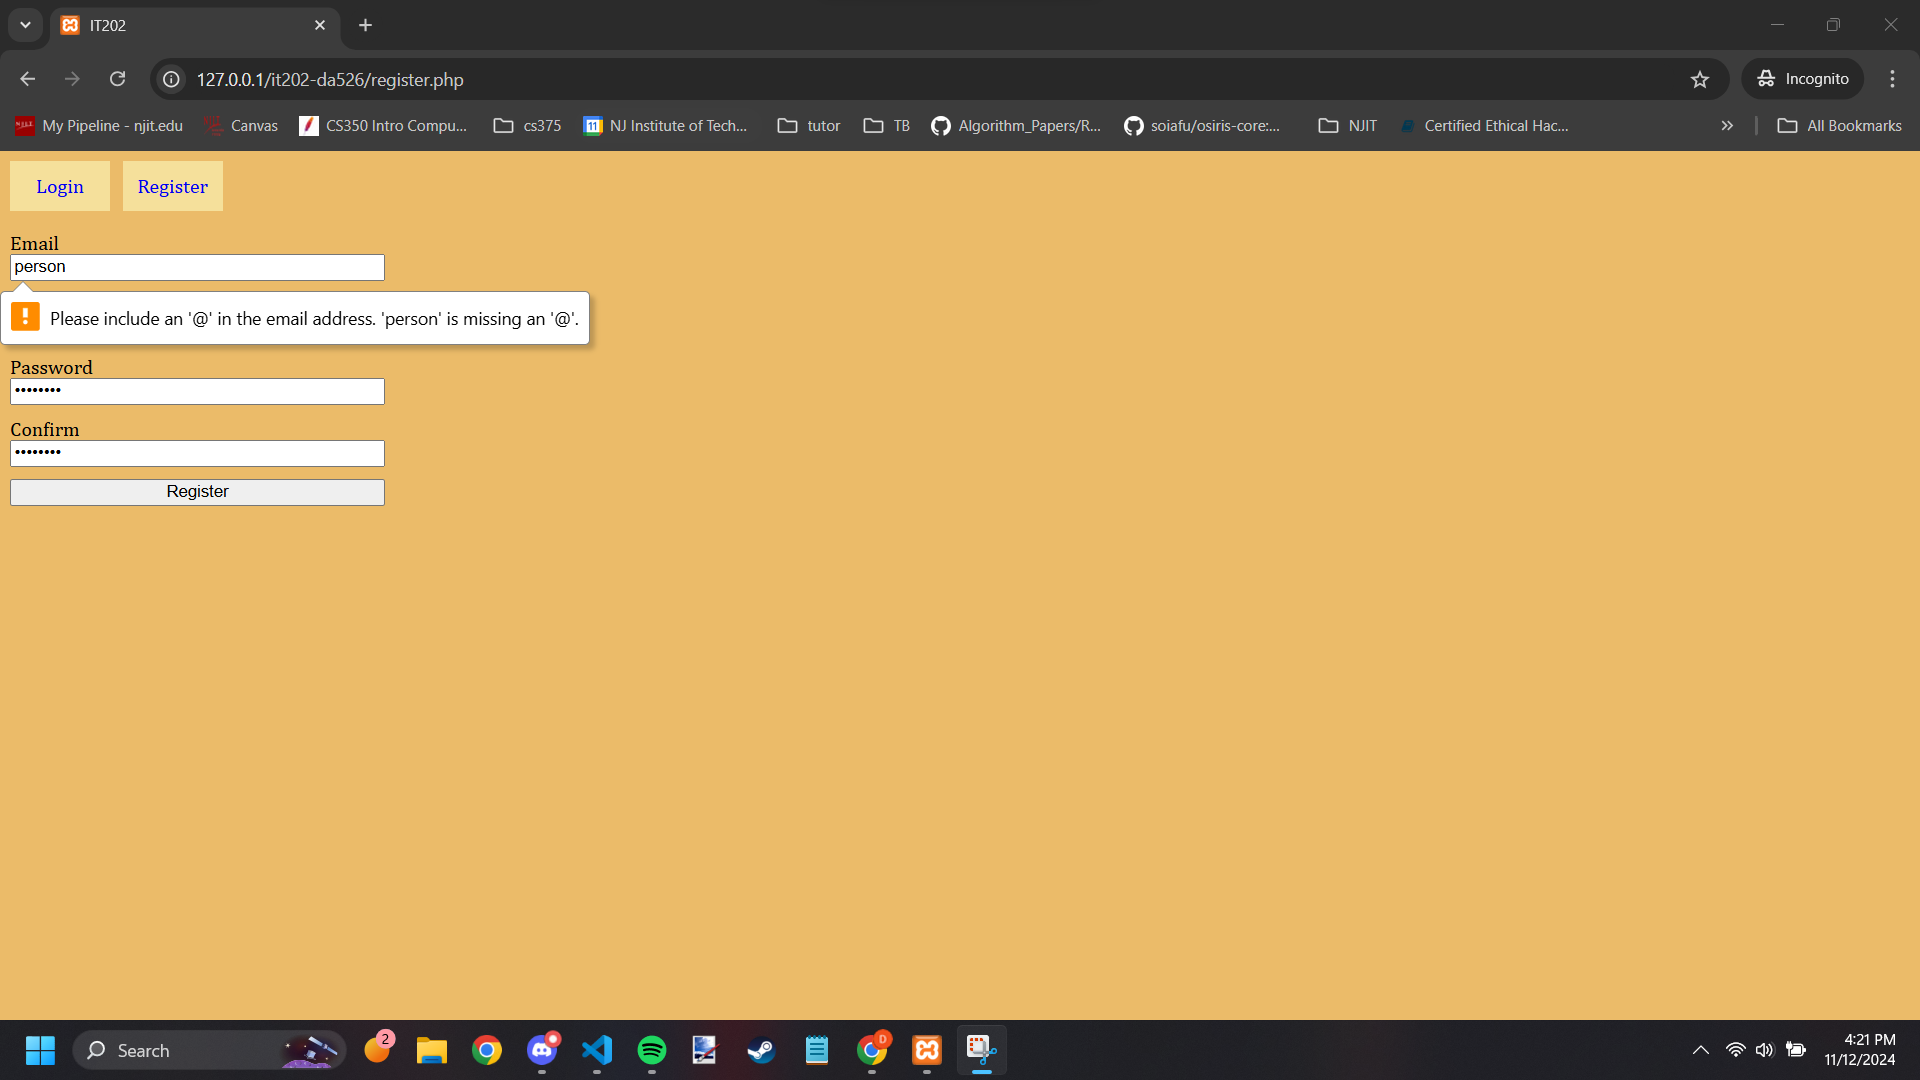 IT202
127.0.0.1/it202-da526/register.php
Incognito
My Pipeline - njit.edu
Canvas
CS350 Intro Compu...
cs375
11
NJ Institute of Tech...
tutor
TB
Algorithm_Papers/R...
soiafu/osiris-core:...
NJIT
Certified Ethical Hac...
All Bookmarks
Login
Register
Email
person
Please include an '@' in the email address. 'person' is missing an '@'.
Password
Confirm
Register
Search
2
D
4:21 PM
11/12/2024